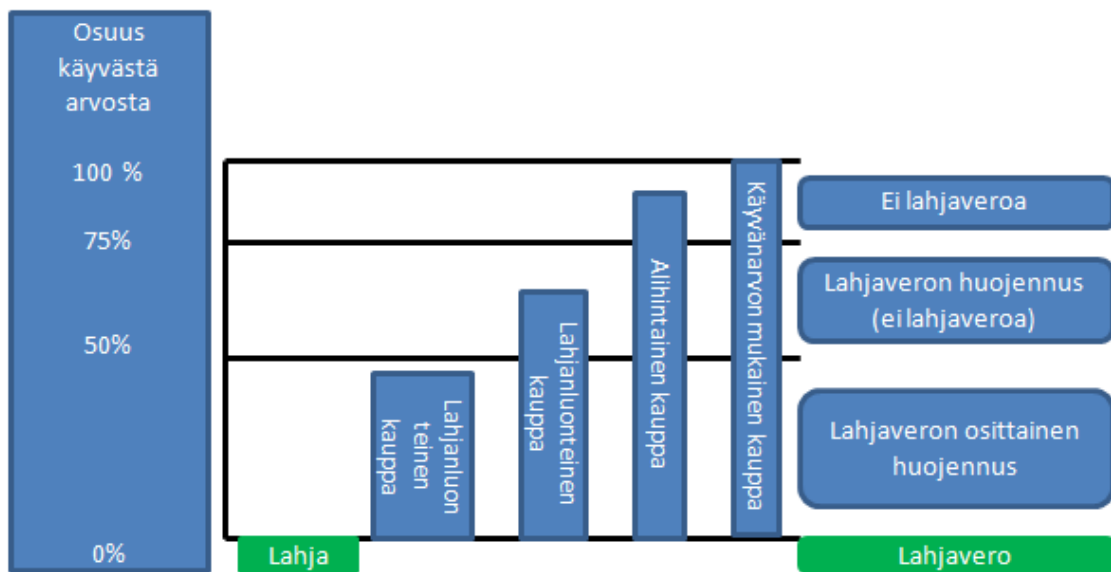 Osuus
käyvästä
arvosta
100 %
75%
50%
0%
Lahja
Lahjanluon
teinen
kauppa
Lahjanluonteinen
kauppa
Alihintainen kauppa
Käyvänarvon mukainen kauppa
Ei lahjaveroa
Lahjaveron huojennus
(ei lahjaveroa)
Lahjaveron osittainen
huojennus
Lahjavero